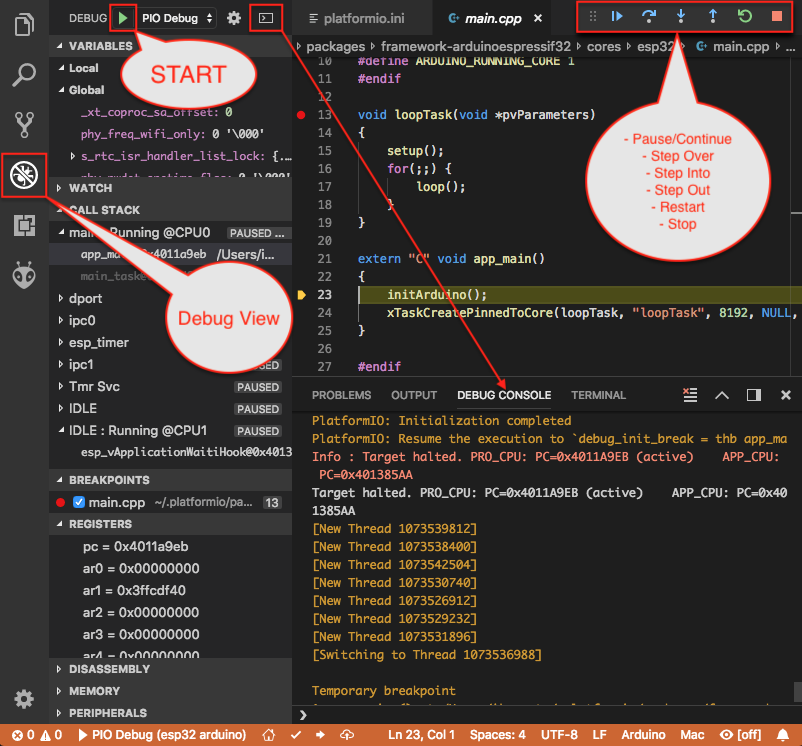 DEBUG PIO Debug
VARIABLES
Local
Global
_xt_coproc_sa_offset: 0
phy_freq_wifi_only: 0 '\000'
s_rtc_isr_handler_list_lock: {...
WATCH
CALL STACK
Running @CPU0 PAUSED ...
0x4011a9eb /Users/i...
dport
ipc0
esp_timer
ipc1
Tmr Svc PAUSED
IDLE PAUSED
IDLE : Running @CPU1 PAUSED
esp_vApplicationWaitiHook@0x4013
BREAKPOINTS
main.cpp ~/.platformio/pa... 13
REGISTERS
pc = 0x4011a9eb
ar0 = 0x00000000
ar1 = 0x3ffcdf40
ar2 = 0x00000000
ar3 = 0x00000000
ar4 = 0x00000000
DISASSEMBLY
MEMORY
PERIPHERALS
START
Debug View
platformio.ini main.cpp
packages framework-arduinoespressif32 cores esp32 main.cpp ...
10 #define ARDUINO_RUNNING_CORE 1
11 #endif
12
13 void loopTask(void *pvParameters)
14 {
15 setup();
16 for(;;) {
17 loop();
18 }
19 }
20
21 extern "C" void app_main()
22 {
23 initArduino();
24 xTaskCreatePinnedToCore(loopTask, "loopTask", 8192, NULL,
25 }
26
27 #endif
- Pause/Continue
- Step Over
- Step Into
- Step Out
- Restart
- Stop
PROBLEMS OUTPUT DEBUG CONSOLE TERMINAL
PlatformIO: Initialization completed
PlatformIO: Resume the execution to `debug_init_break = thb app_ma
Info : Target halted. PRO_CPU: PC=0x4011A9EB (active) APP_CPU:
PC=0x401385AA
Target halted. PRO_CPU: PC=0x4011A9EB (active) APP_CPU: PC=0x40
1385AA
[New Thread 1073539812]
[New Thread 1073538400]
[New Thread 1073542504]
[New Thread 1073530740]
[New Thread 1073526912]
[New Thread 1073529232]
[New Thread 1073531896]
[Switching to Thread 1073536988]
Temporary breakpoint
0 0 PIO Debug (esp32 arduino) Ln 23, Col 1 Spaces: 4 UTF-8 LF Arduino Mac [off]